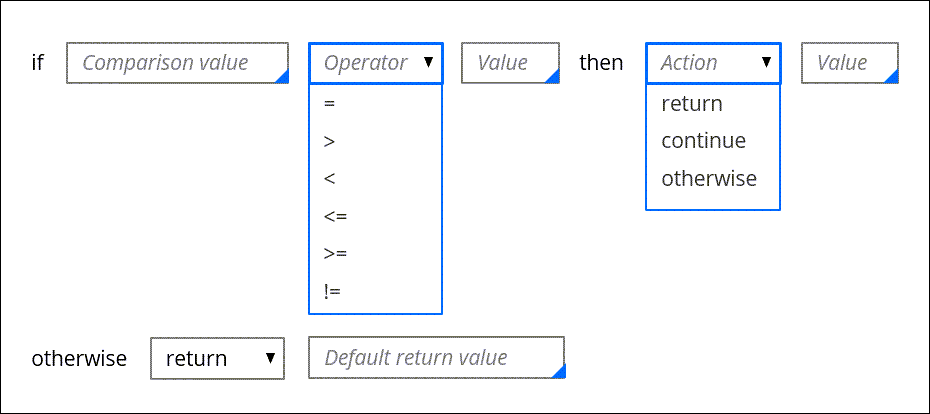 if Comparison value Operator ▼ Value then Action ▼ Value
= return
> continue
< otherwise
<=
>=
!=
otherwise return ▼ Default return value